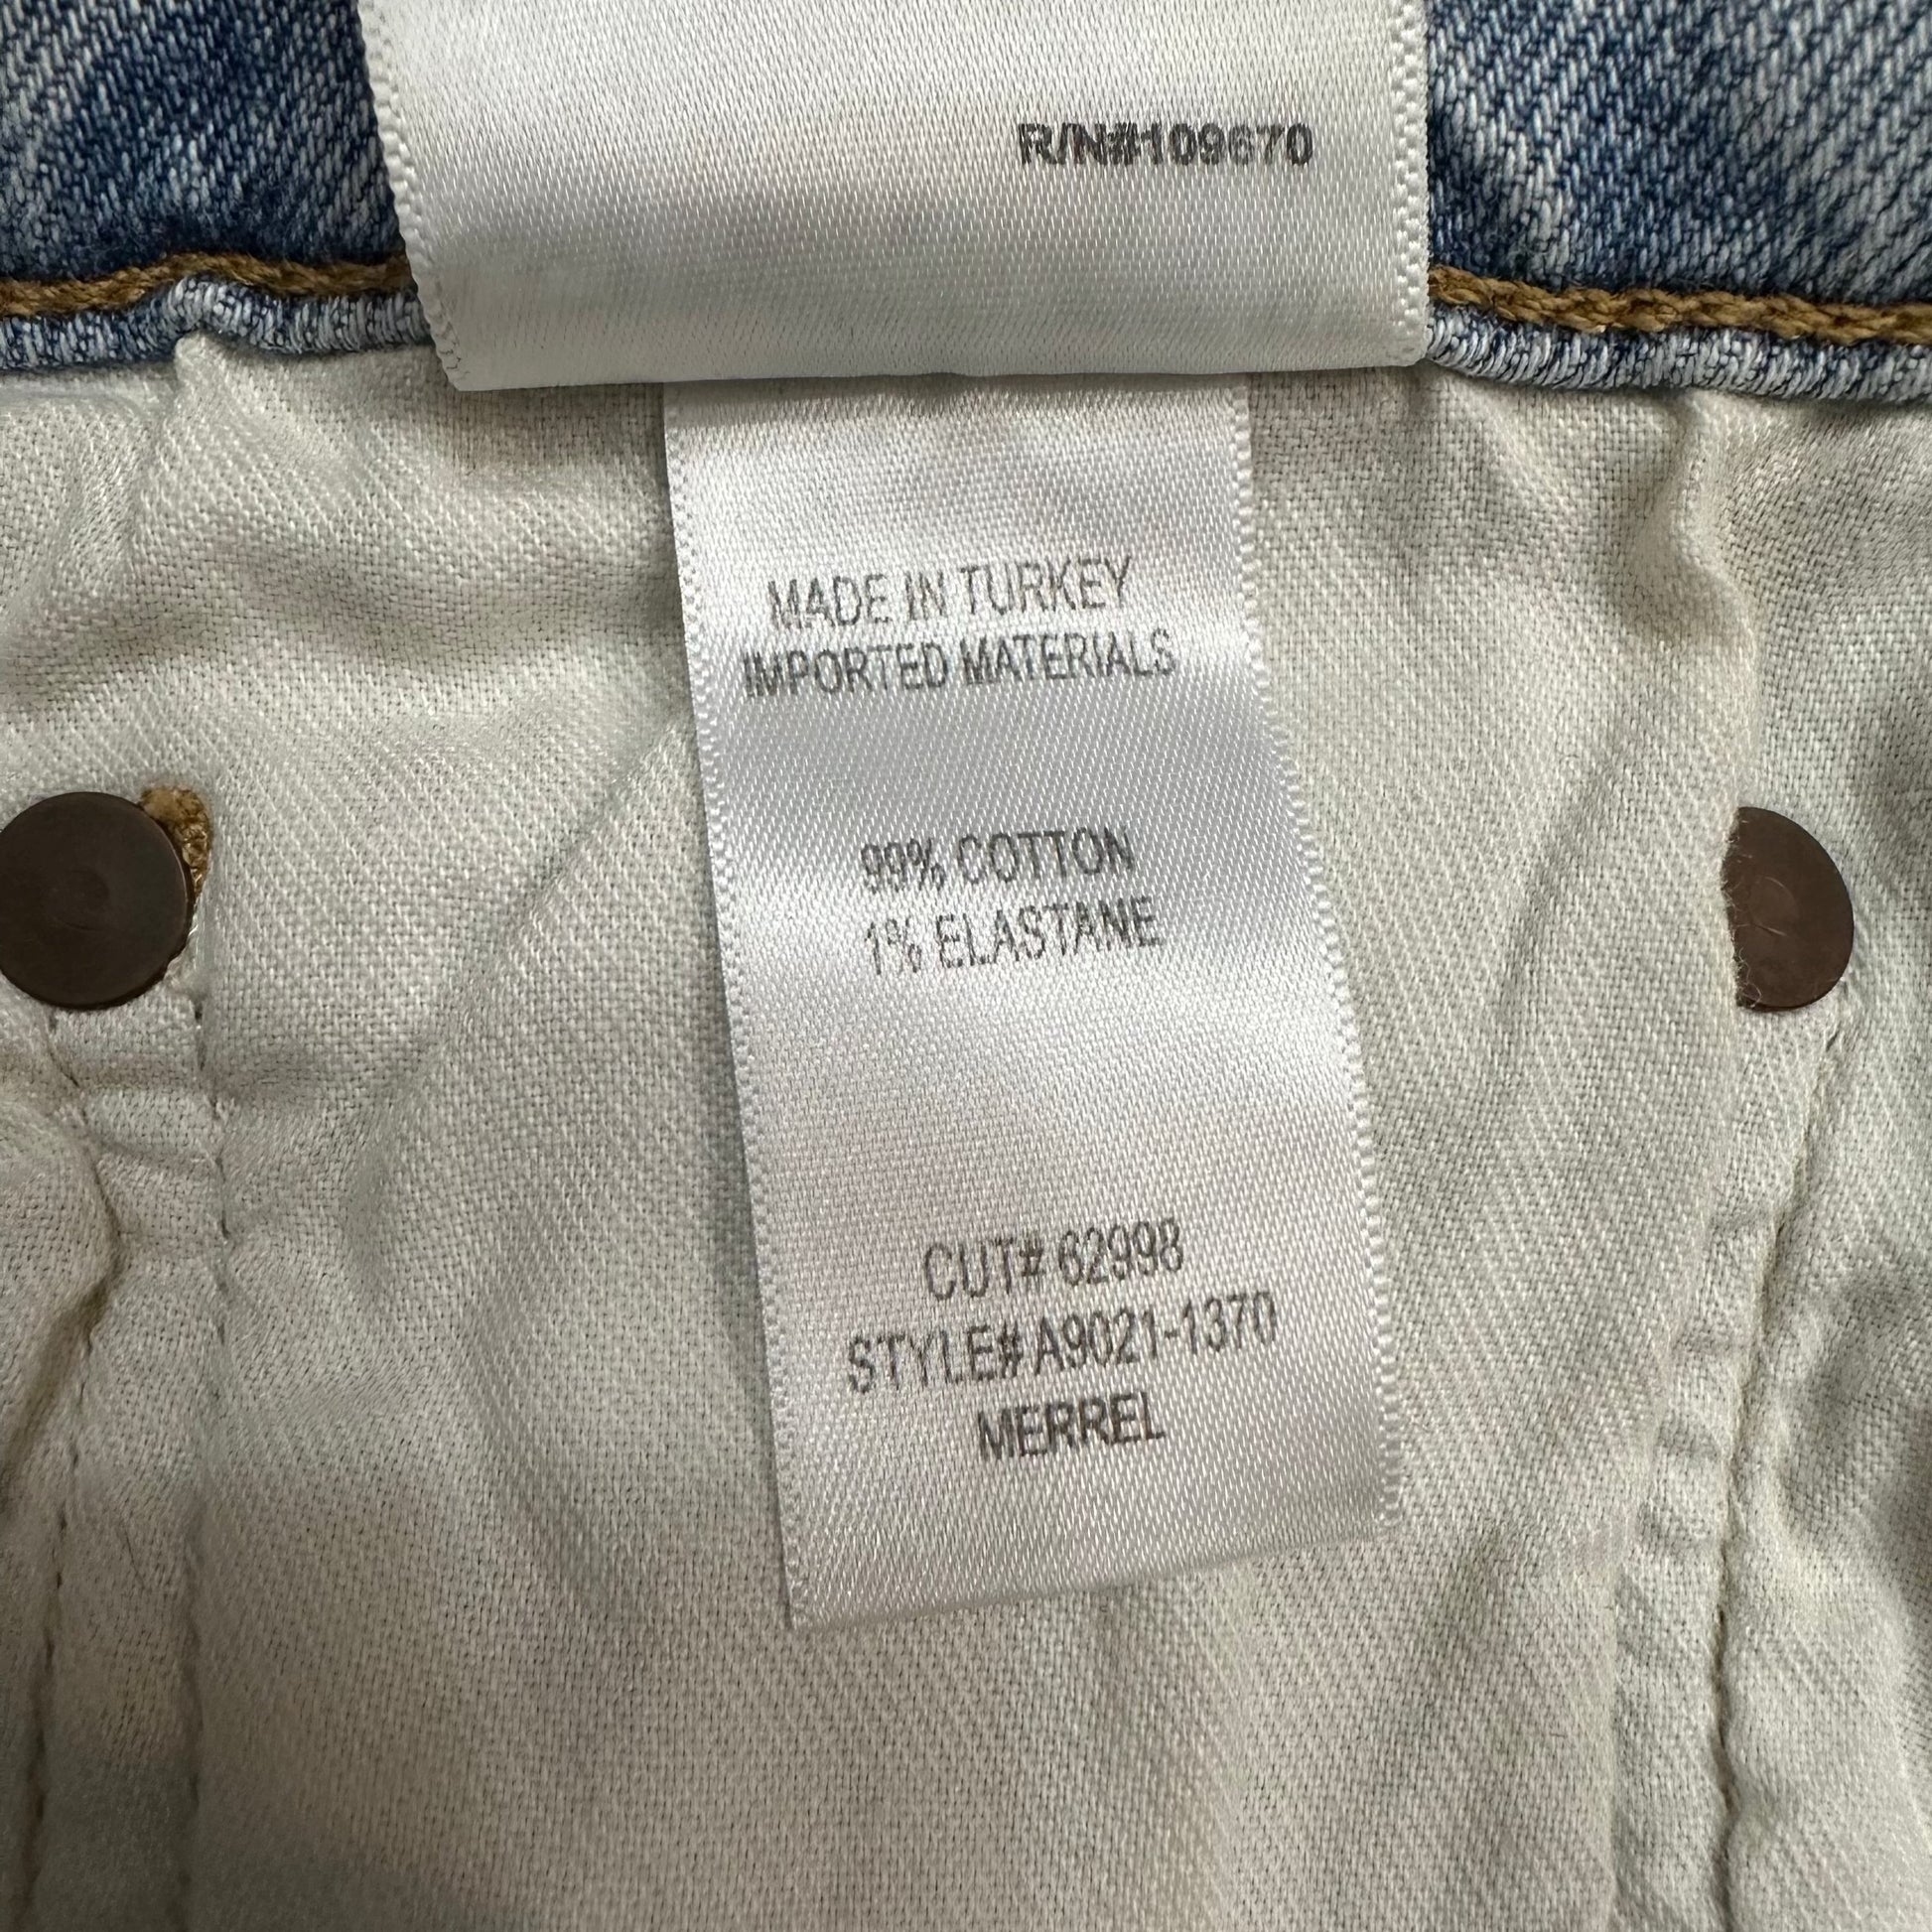 R/N#109670
MADE IN TURKEY
IMPORTED MATERIALS
99% COTTON
1% ELASTANE
CUT# 62998
STYLE# A9021-1370
MERREL